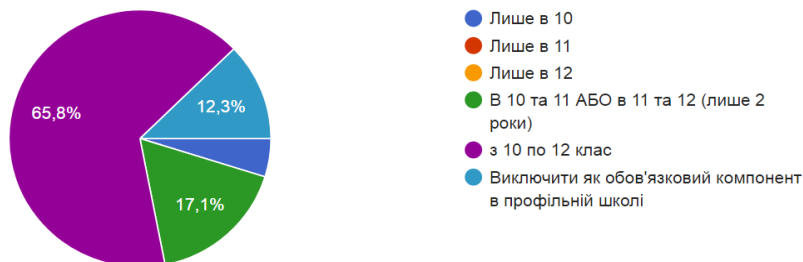 65,8%
12,3%
17,1%
Лише в 10
Лише в 11
Лише в 12
В 10 та 11 АБО в 11 та 12 (лише 2
роки)
з 10 по 12 клас
Виключити як обов'язковий компонент
в профільній школі